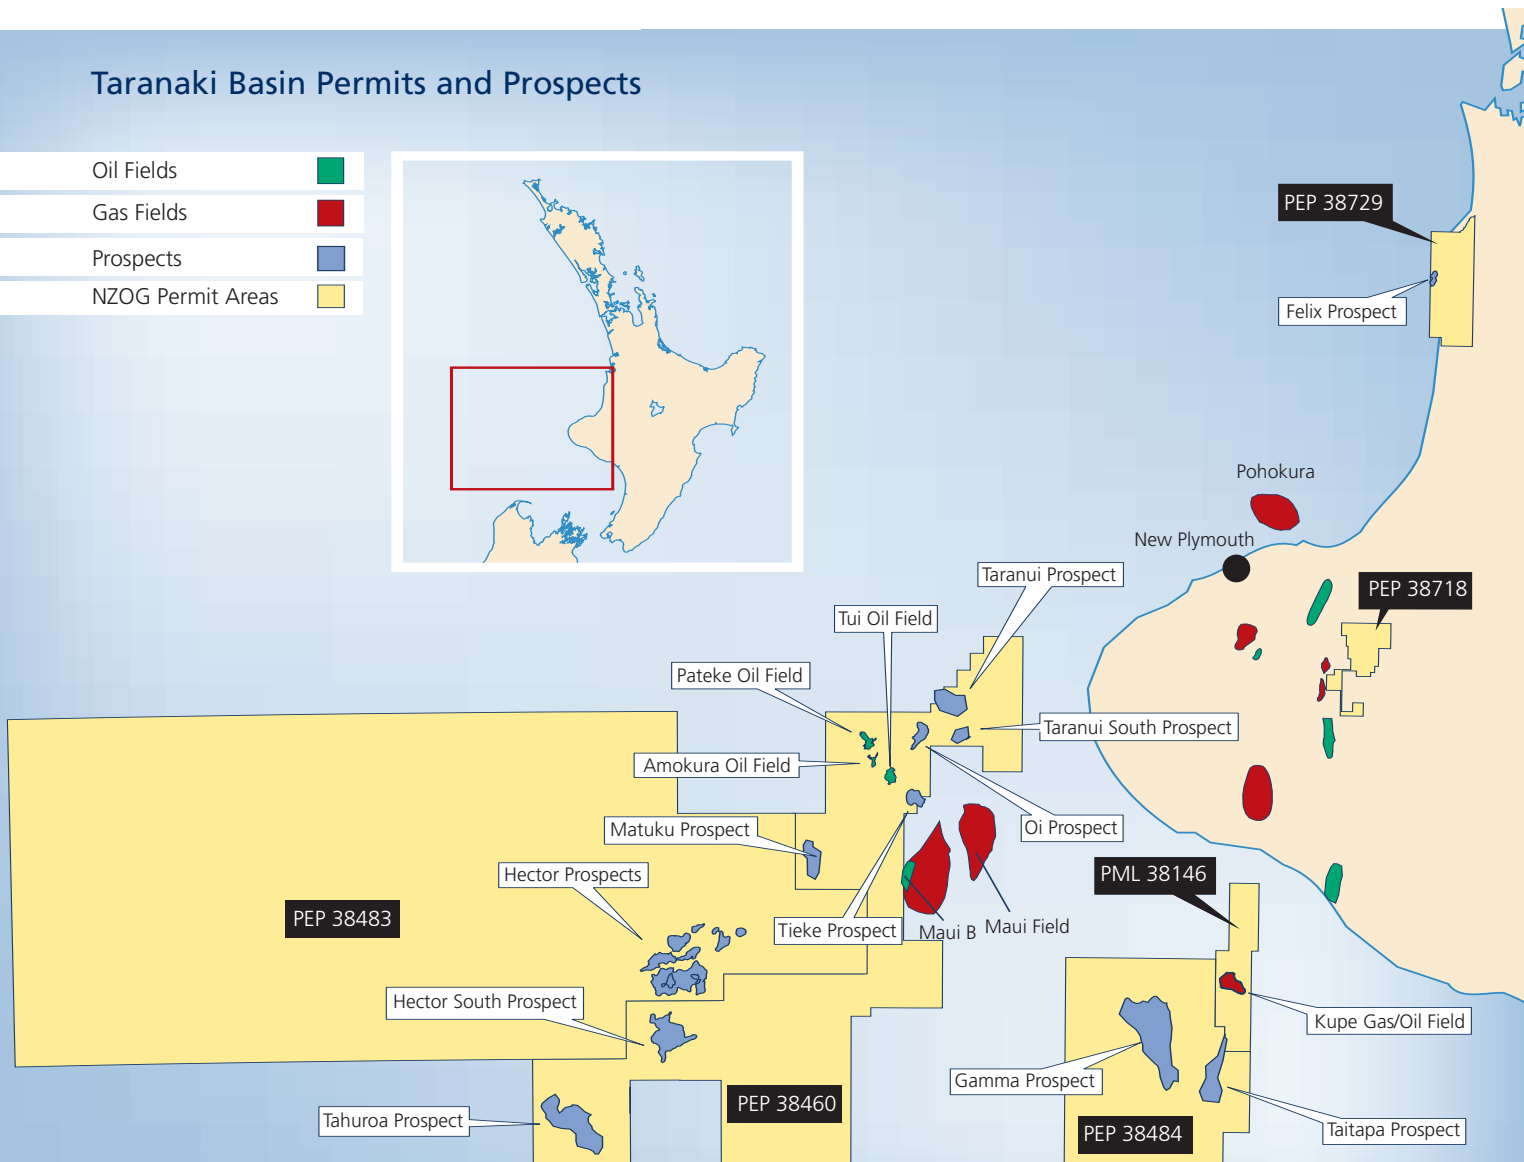 Taranaki Basin Permits and Prospects
Oil Fields
Gas Fields
Prospects
NZOG Permit Areas
PEP 38729
Felix Prospect
Pohokura
New Plymouth
Taranui Prospect
PEP 38718
Tui Oil Field
Pateke Oil Field
Taranui South Prospect
Amokura Oil Field
Matuku Prospect
Oi Prospect
Hector Prospects
PML 38146
PEP 38483
Tieke Prospect
Maui B
Maui Field
Hector South Prospect
Kupe Gas/Oil Field
Gamma Prospect
PEP 38460
Tahuroa Prospect
PEP 38484
Taitapa Prospect